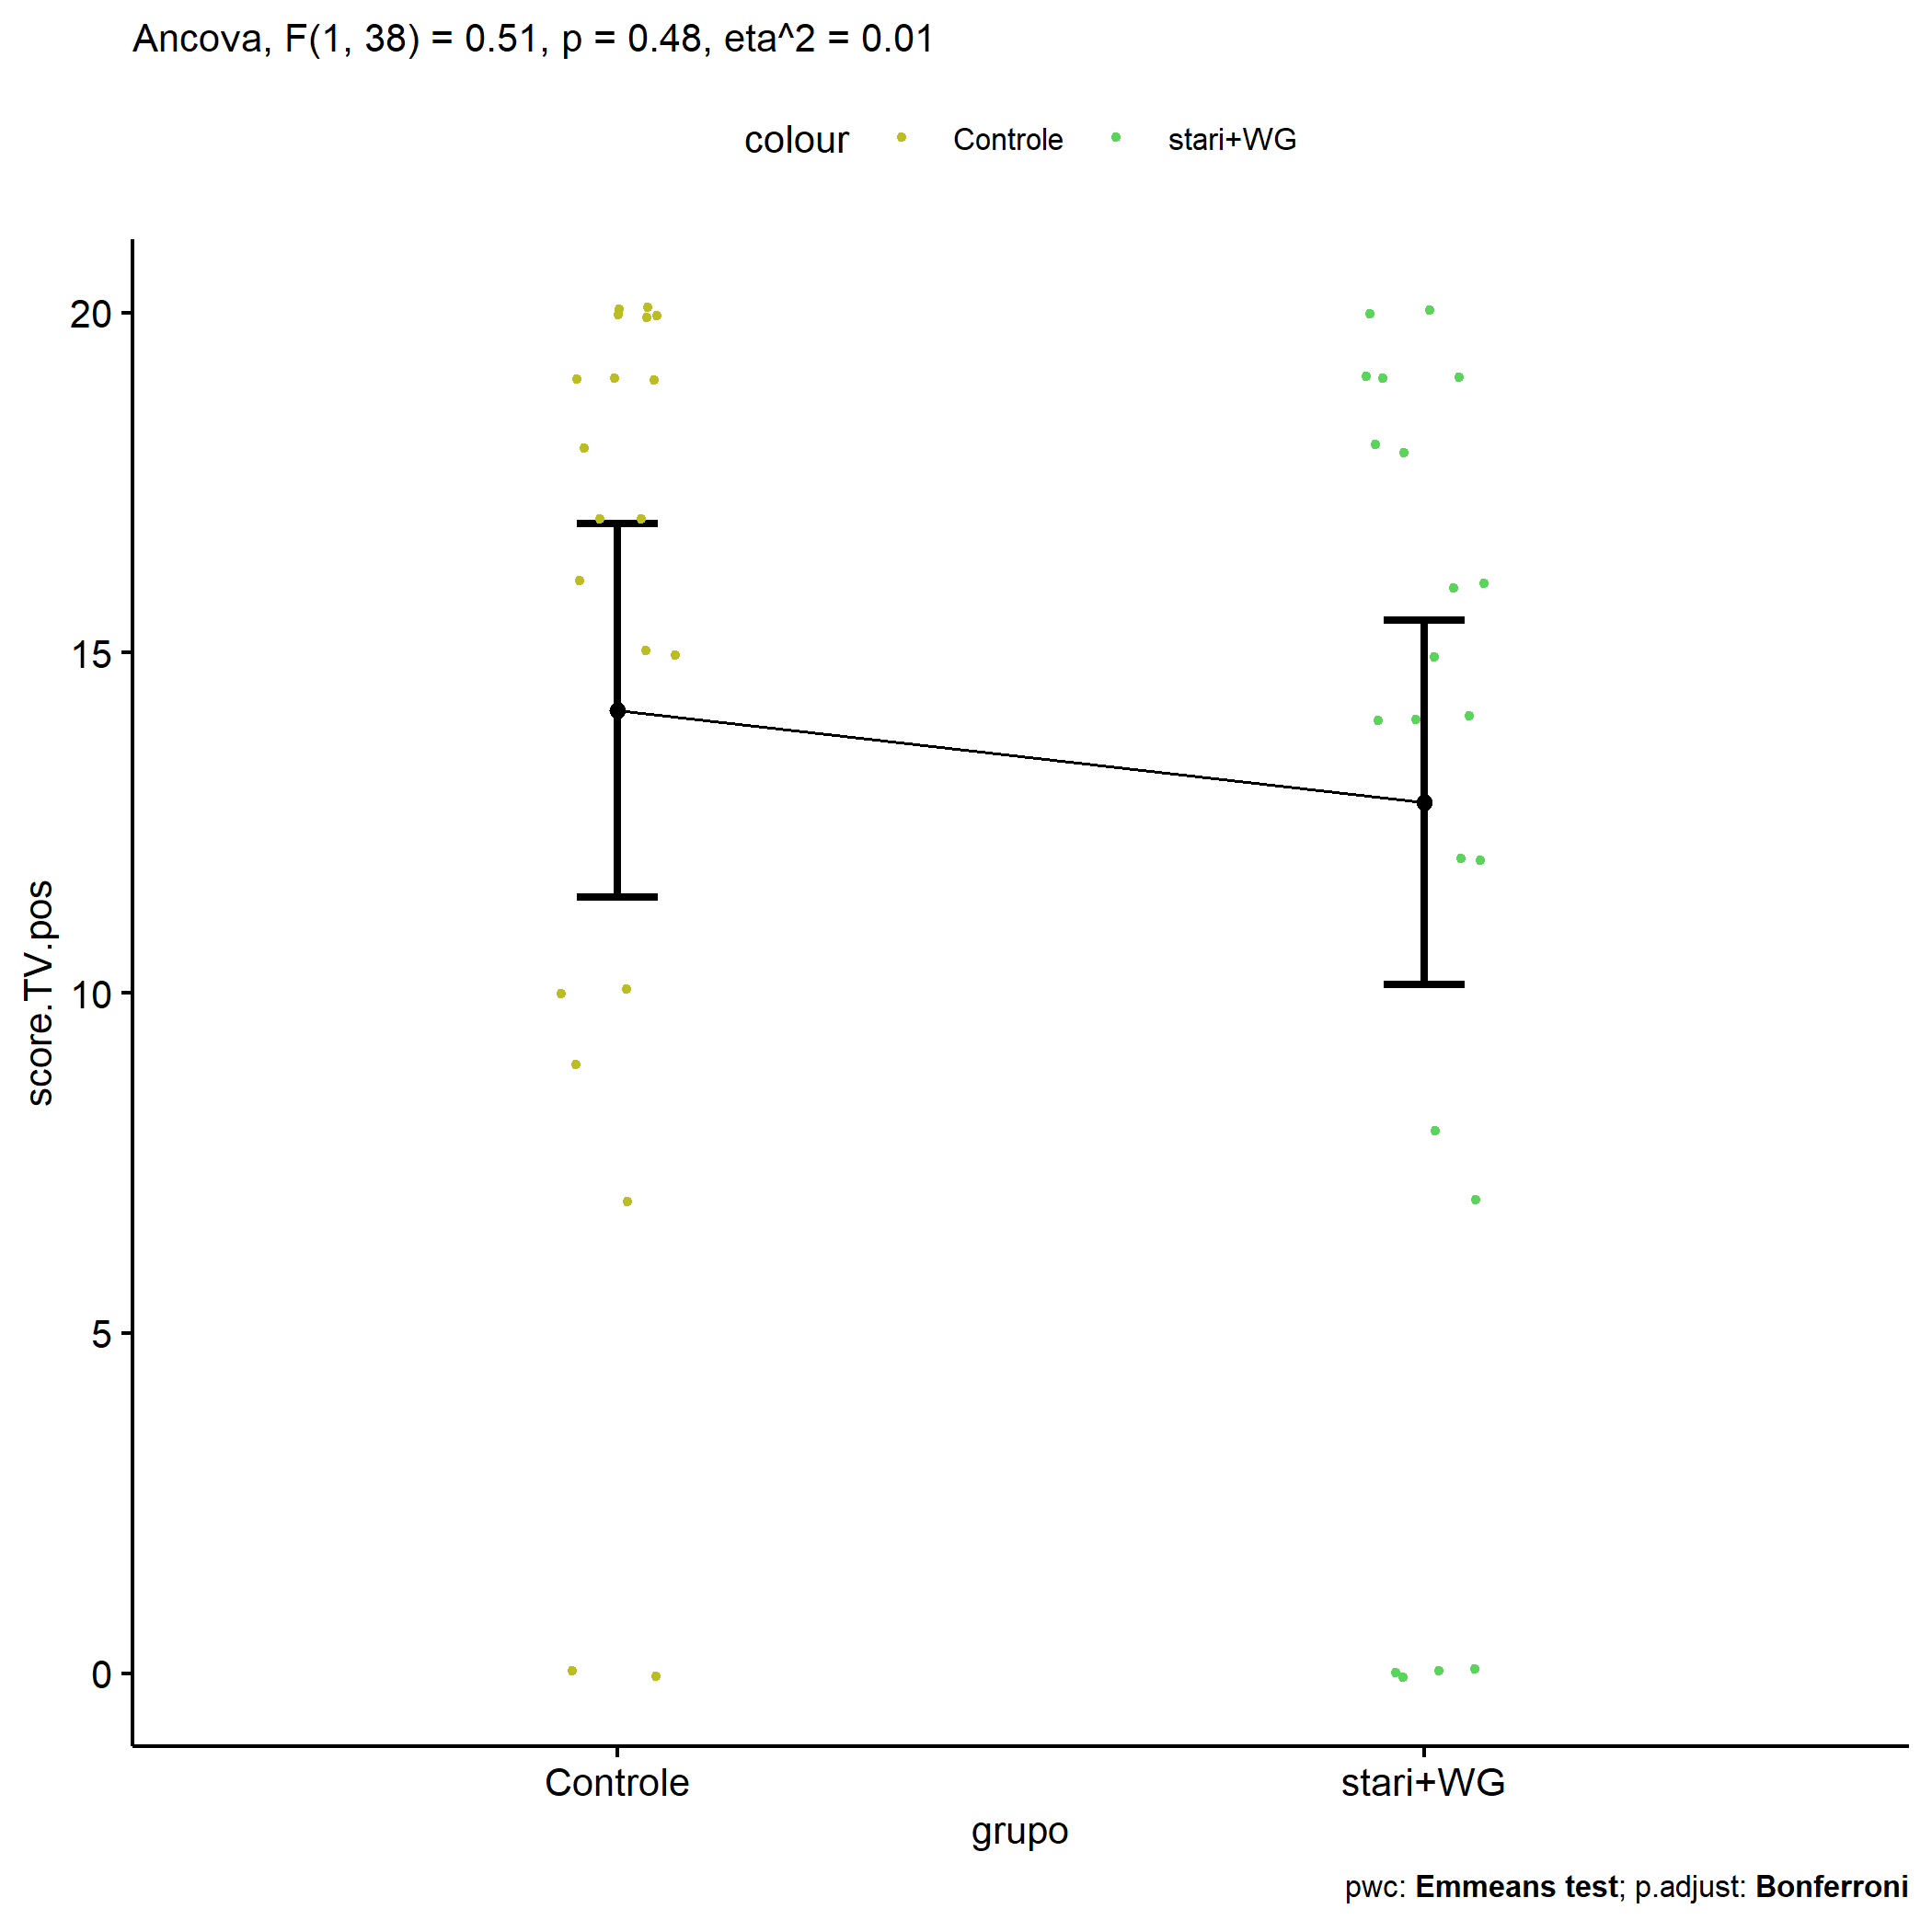 Ancova, F(1, 38) = 0.51, p = 0.48, eta^2 = 0.01
colour Controle stari+WG
20
15
10
5
0
score.TV.pos
Controle stari+WG
grupo
pwc: Emmeans test; p.adjust: Bonferroni